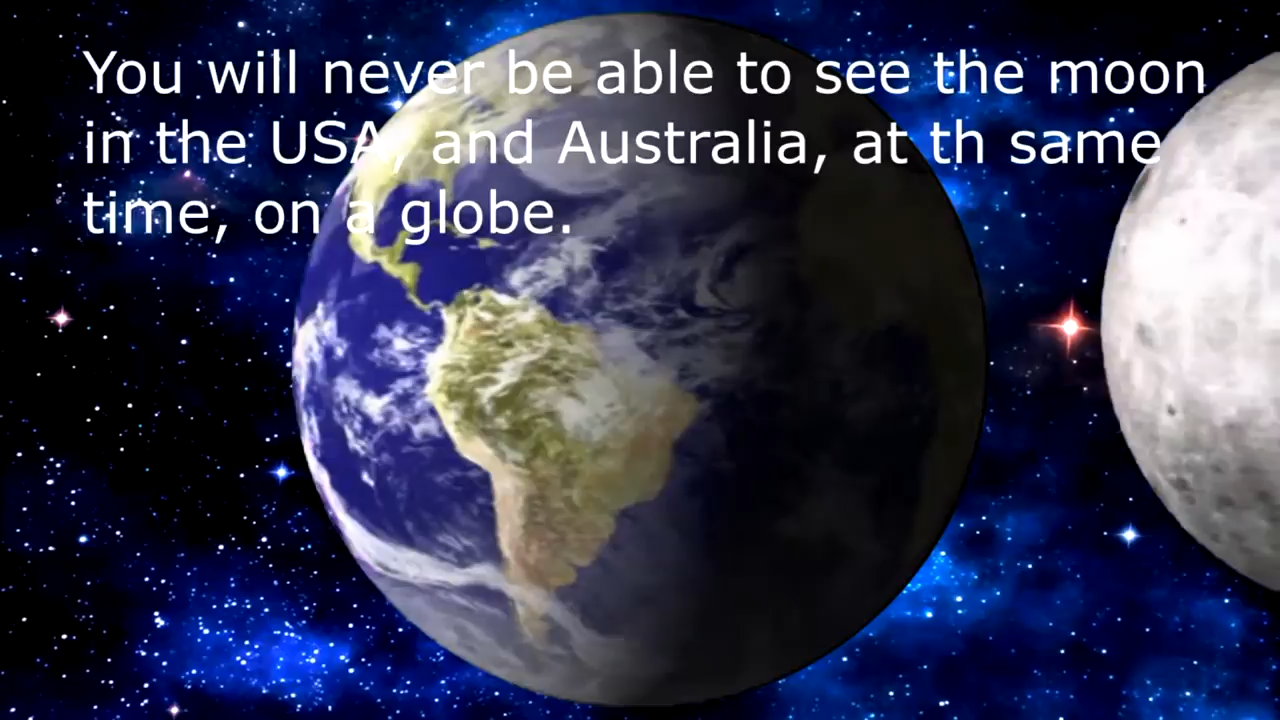 You will never be able to see the moon
in the USA, and Australia, at th same
time, on a globe.